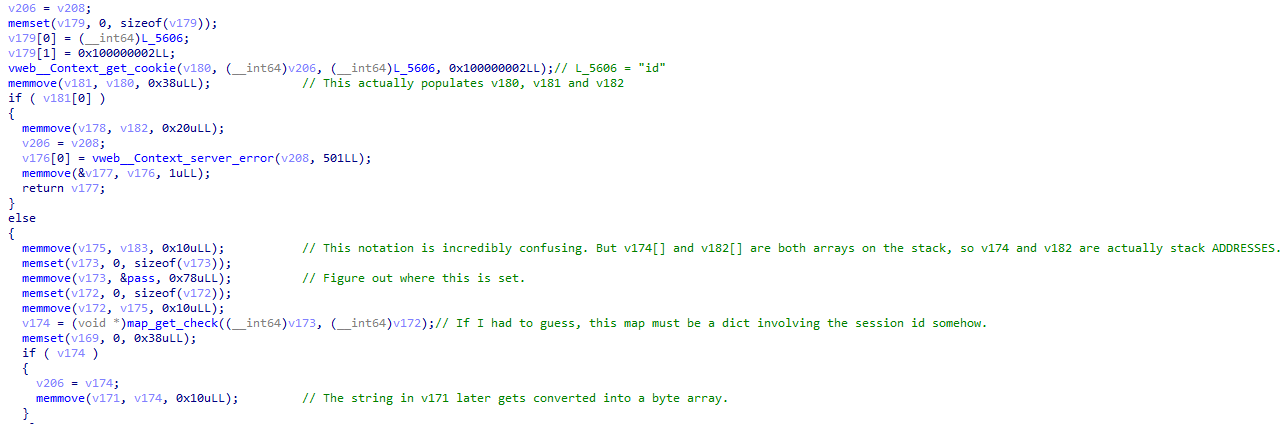 v206 = v208;
memset(v179, 0, sizeof(v179));
v179[0] = (__int64)L_5606;
v179[1] = 0x100000002LL;
vweb__Context_get_cookie(v180, (__int64)v206, (__int64)L_5606, 0x100000002LL);// L_5606 = "id"
memmove(v181, v180, 0x38uLL); // This actually populates v180, v181 and v182
if ( v181[0] )
{
memmove(v178, v182, 0x20uLL);
v206 = v208;
v176[0] = vweb__Context_server_error(v208, 501LL);
memmove(&v177, v176, 1uLL);
return v177;
}
else
{
memmove(v175, v183, 0x10uLL); // This notation is incredibly confusing. But v174[] and v182[] are both arrays on the stack, so v174 and v182 are actually stack ADDRESSES.
memset(v173, 0, sizeof(v173));
memmove(v173, &pass, 0x78uLL); // Figure out where this is set.
memset(v172, 0, sizeof(v172));
memmove(v172, v175, 0x10uLL);
v174 = (void *)map_get_check((__int64)v173, (__int64)v172);// If I had to guess, this map must be a dict involving the session id somehow.
memset(v169, 0, 0x38uLL);
if ( v174 )
{
v206 = v174;
memmove(v171, v174, 0x10uLL); // The string in v171 later gets converted into a byte array.
}